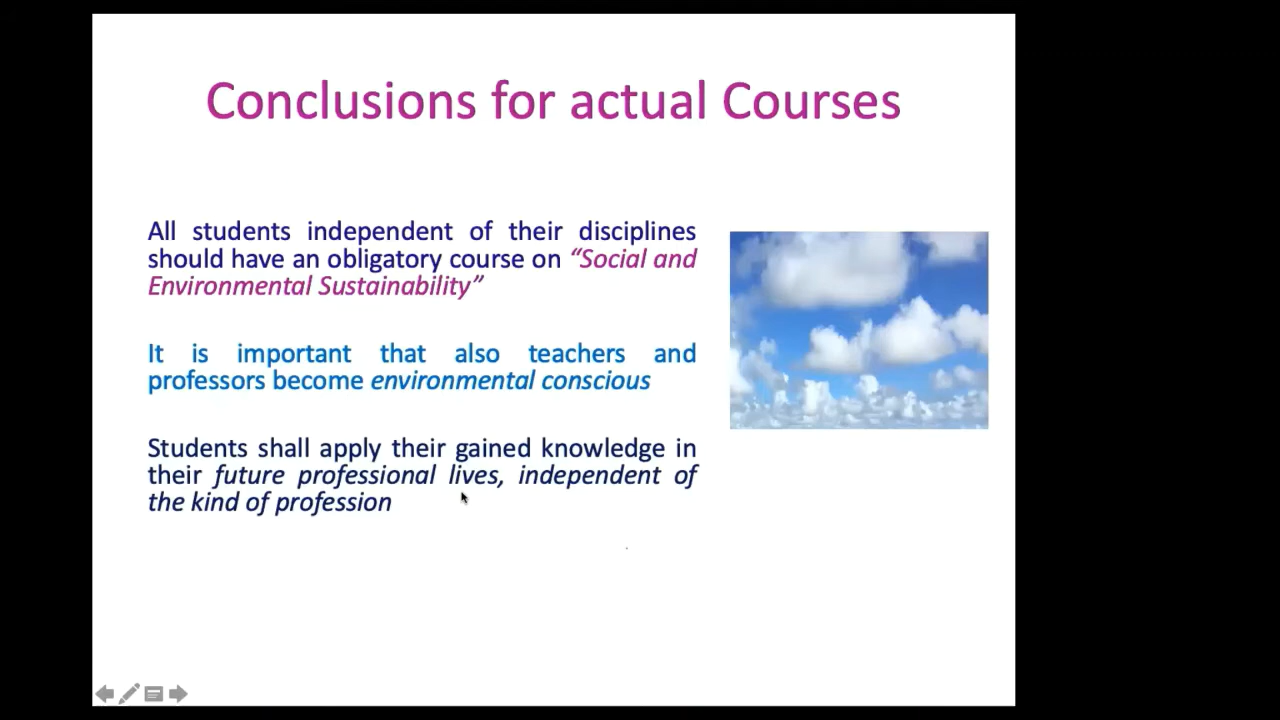 Conclusions for actual Courses
All students independent of their disciplines
should have an obligatory course on “Social and
Environmental Sustainability”
It is important that also teachers and
professors become environmental conscious
Students shall apply their gained knowledge in
their future professional lives, independent of
the kind of profession